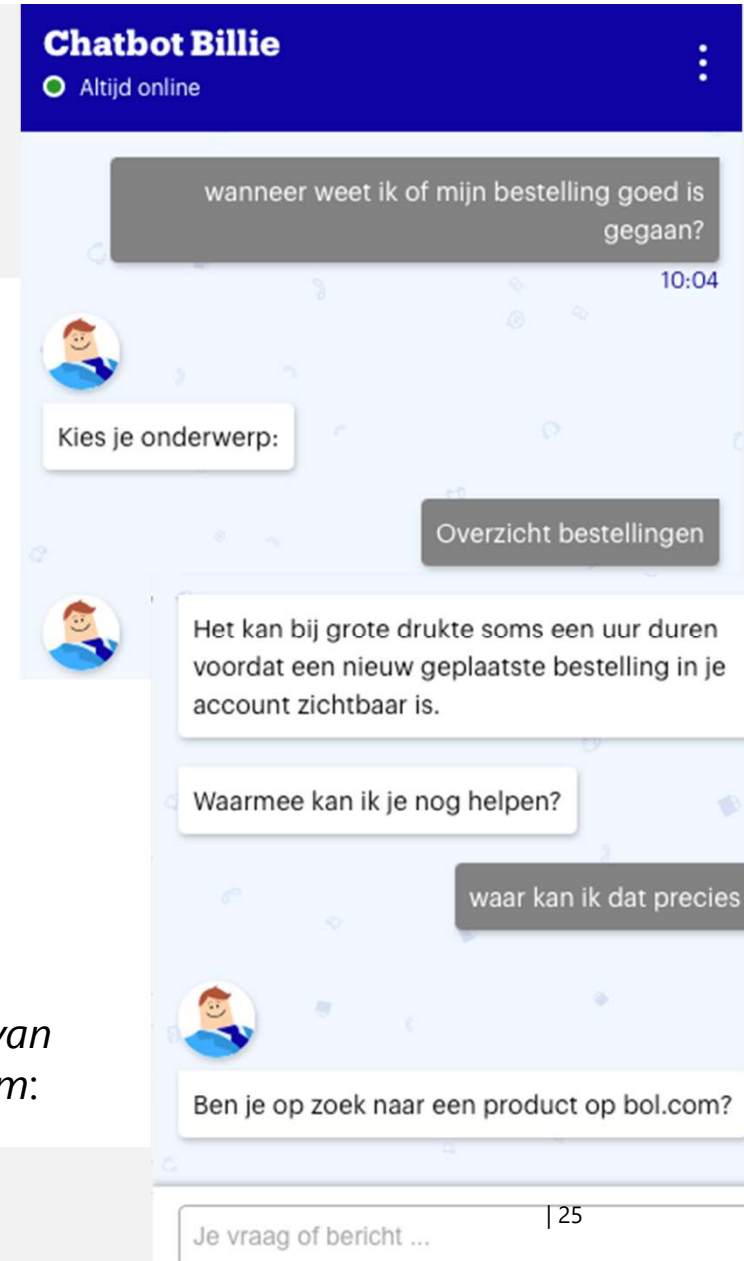 Chatbot Billie
Altijd online
wanneer weet ik of mijn bestelling goed is
gegaan?
10:04
Kies je onderwerp:
Overzicht bestellingen
Het kan bij grote drukte soms een uur duren
voordat een nieuw geplaatste bestelling in je
account zichtbaar is.
Waarmee kan ik je nog helpen?
waar kan ik dat precies
van
m:
Ben je op zoek naar een product op bol.com?
| 25
Je vraag of bericht ...